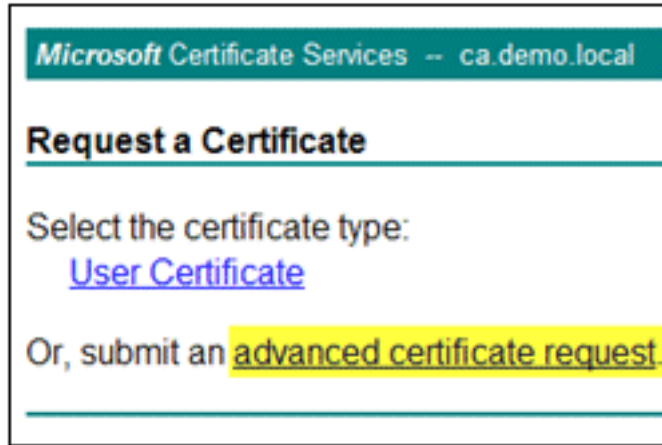 Microsoft Certificate Services -- ca.demo.local
Request a Certificate
Select the certificate type:
User Certificate
Or, submit an advanced certificate request.